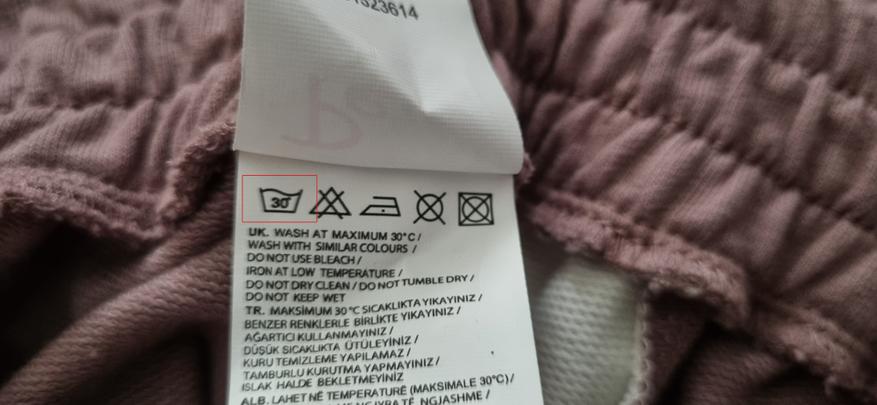 30°
UK. WASH AT MAXIMUM 30°C /
WASH WITH SIMILAR COLOURS /
DO NOT USE BLEACH /
IRON AT LOW TEMPERATURE /
DO NOT DRY CLEAN / DO NOT TUMBLE DRY /
DO NOT KEEP WET
TR. MAKSİMUM 30°C SICAKLIKTA YIKAYINIZ /
BENZER RENKLERLE BİRLİKTE YIKAYINIZ /
AĞARTICI KULLANMAYINIZ /
DÜŞÜK SICAKLIKTA ÜTÜLEYİNİZ /
KURU TEMİZLEME YAPILAMAZ /
TAMBURLU KURUTMA YAPMAYINIZ /
ISLAK HALDE BEKLETMEYİNİZ
ALB. LAHET NË TEMPERATURË (MAKSIMALE 30°C) /
NGJASHME /